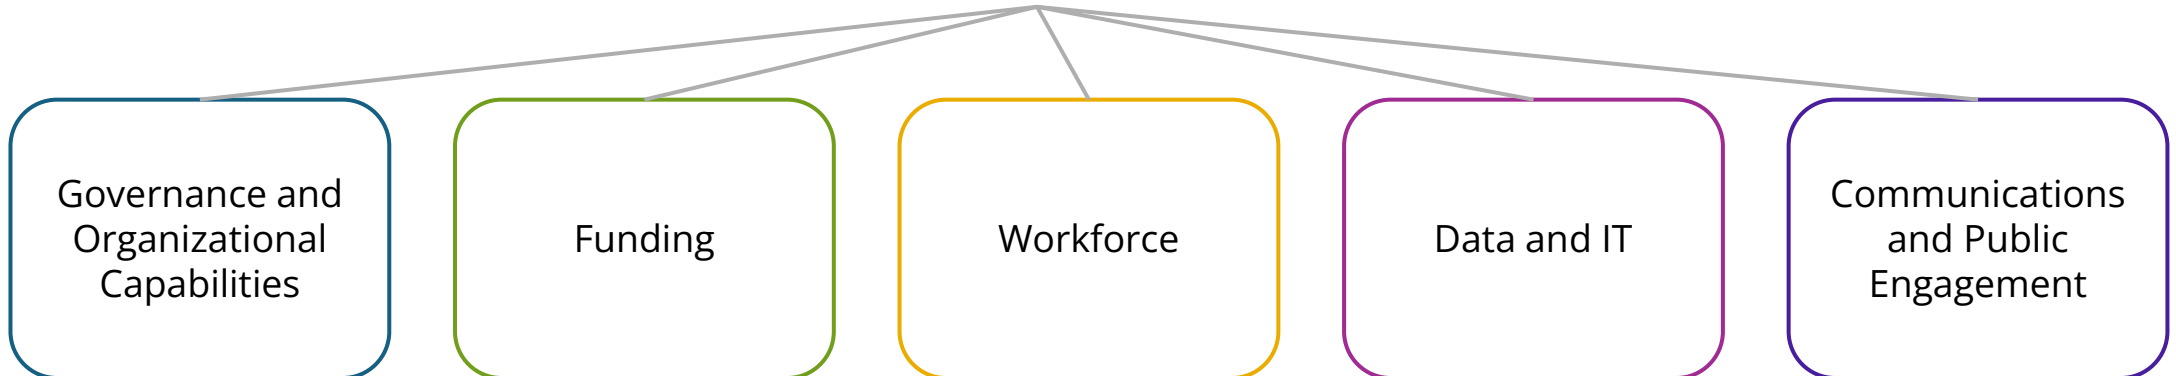 Governance and
Organizational
Capabilities
Funding
Workforce
Data and IT
Communications
and Public
Engagement